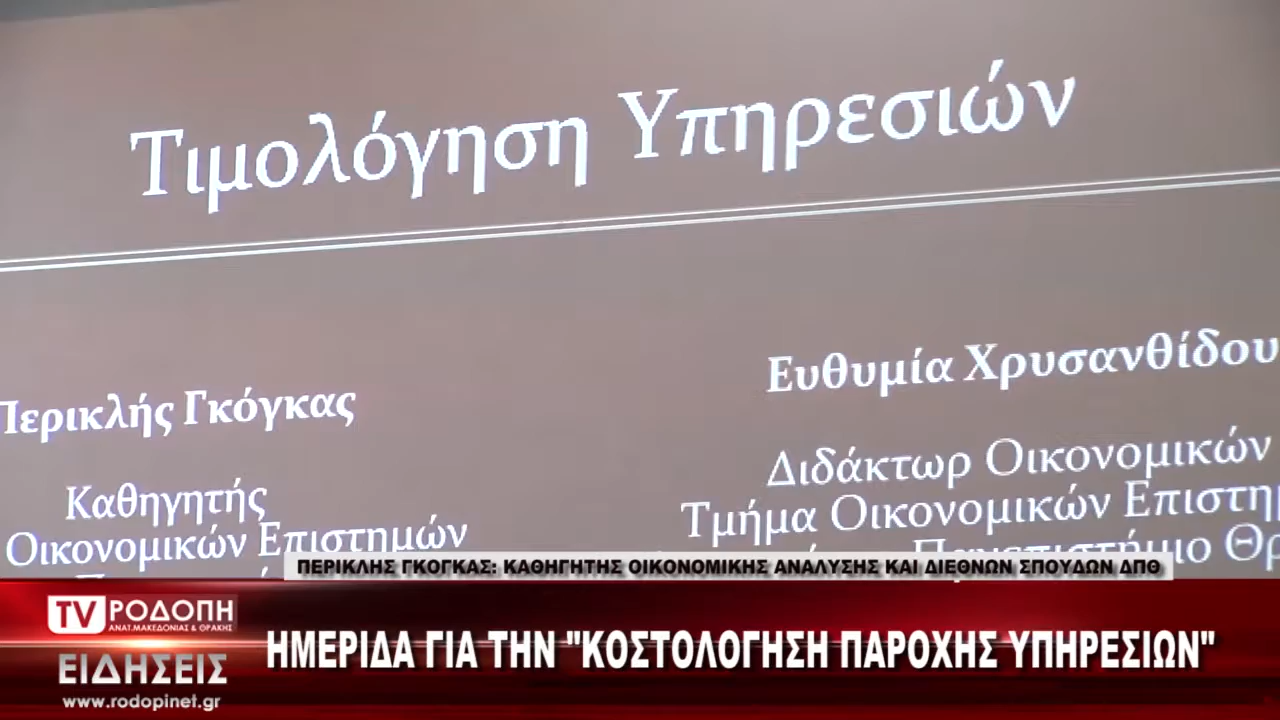 Τιμολόγηση Υπηρεσιών
Περικλής Γκόγκας
Ευθυμία Χρυσανθίδου
Καθηγητής
Οικονομικών Επιστημών
Διδάκτωρ Οικονομικών
Τμήμα Οικονομικών
ΠΕΡΙΚΛΗΣ ΓΚΟΓΚΑΣ: ΚΑΘΗΓΗΤΗΣ ΟΙΚΟΝΟΜΙΚΗΣ ΑΝΑΛΥΣΗΣ ΚΑΙ ΔΙΕΘΝΩΝ ΣΠΟΥΔΩΝ ΔΠΘ
TV ΡΟΔΟΠΗ
ΑΝΑΤ.ΜΑΚΕΔΟΝΙΑΣ & ΘΡΑΚΗΣ
ΕΙΔΗΣΕΙΣ
www.rodopinet.gr
ΗΜΕΡΙΔΑ ΓΙΑ ΤΗΝ "ΚΟΣΤΟΛΟΓΗΣΗ ΠΑΡΟΧΗΣ ΥΠΗΡΕΣΙΩΝ"